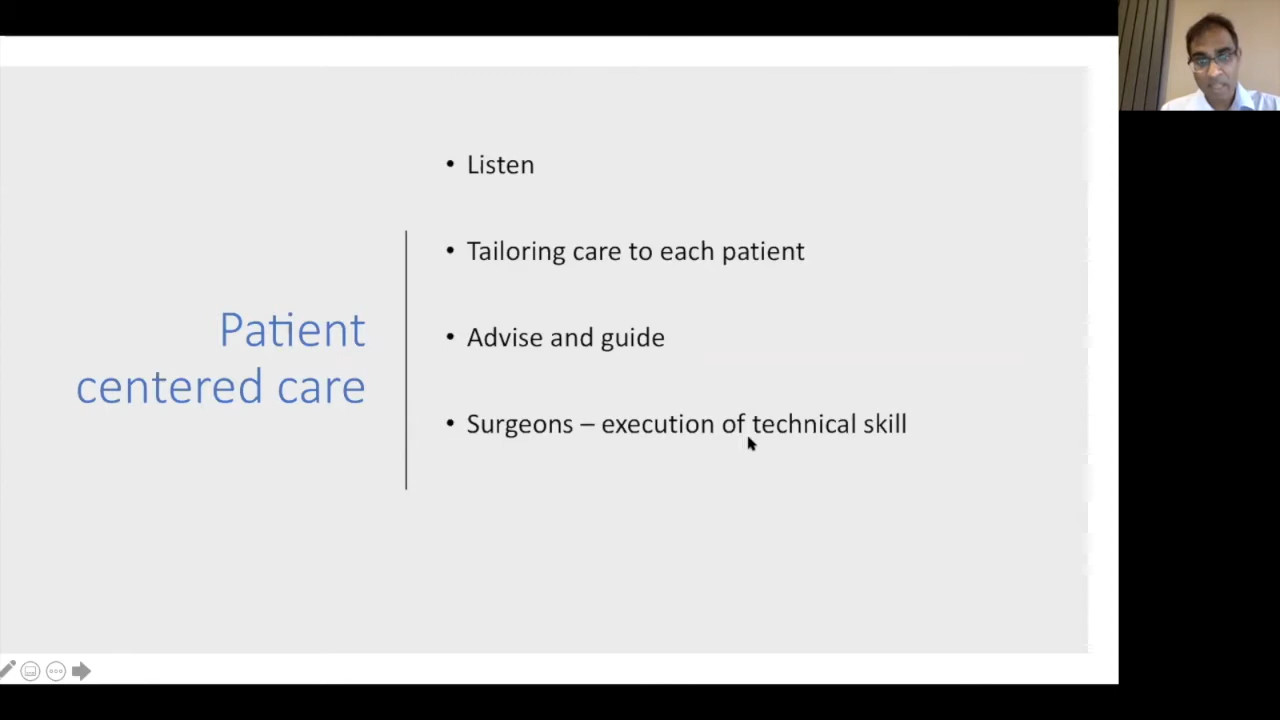 Patient
centered care
• Listen
• Tailoring care to each patient
• Advise and guide
• Surgeons – execution of technical skill